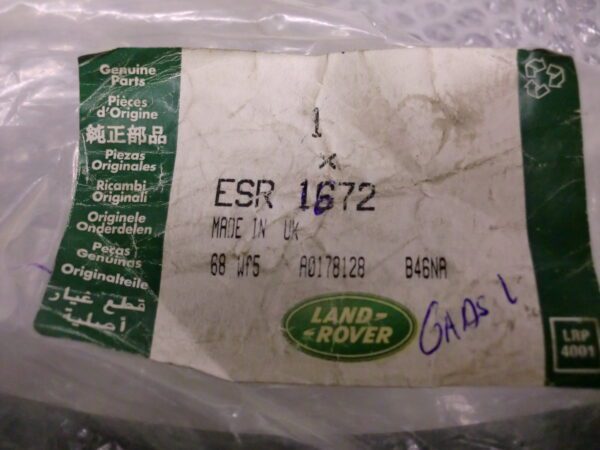 Genuine
Parts
Pièces
d'Origine
純正部品
Piezas
Originales
Ricambi
Originali
Originele
Onderdelen
Peças
Genuinas
Originalteile
قطع غيار
أصلية
1
x
ESR 1672
MADE IN UK
68 Wf5 A0178128 B46NA
LAND-
ROVER
LRP
4001